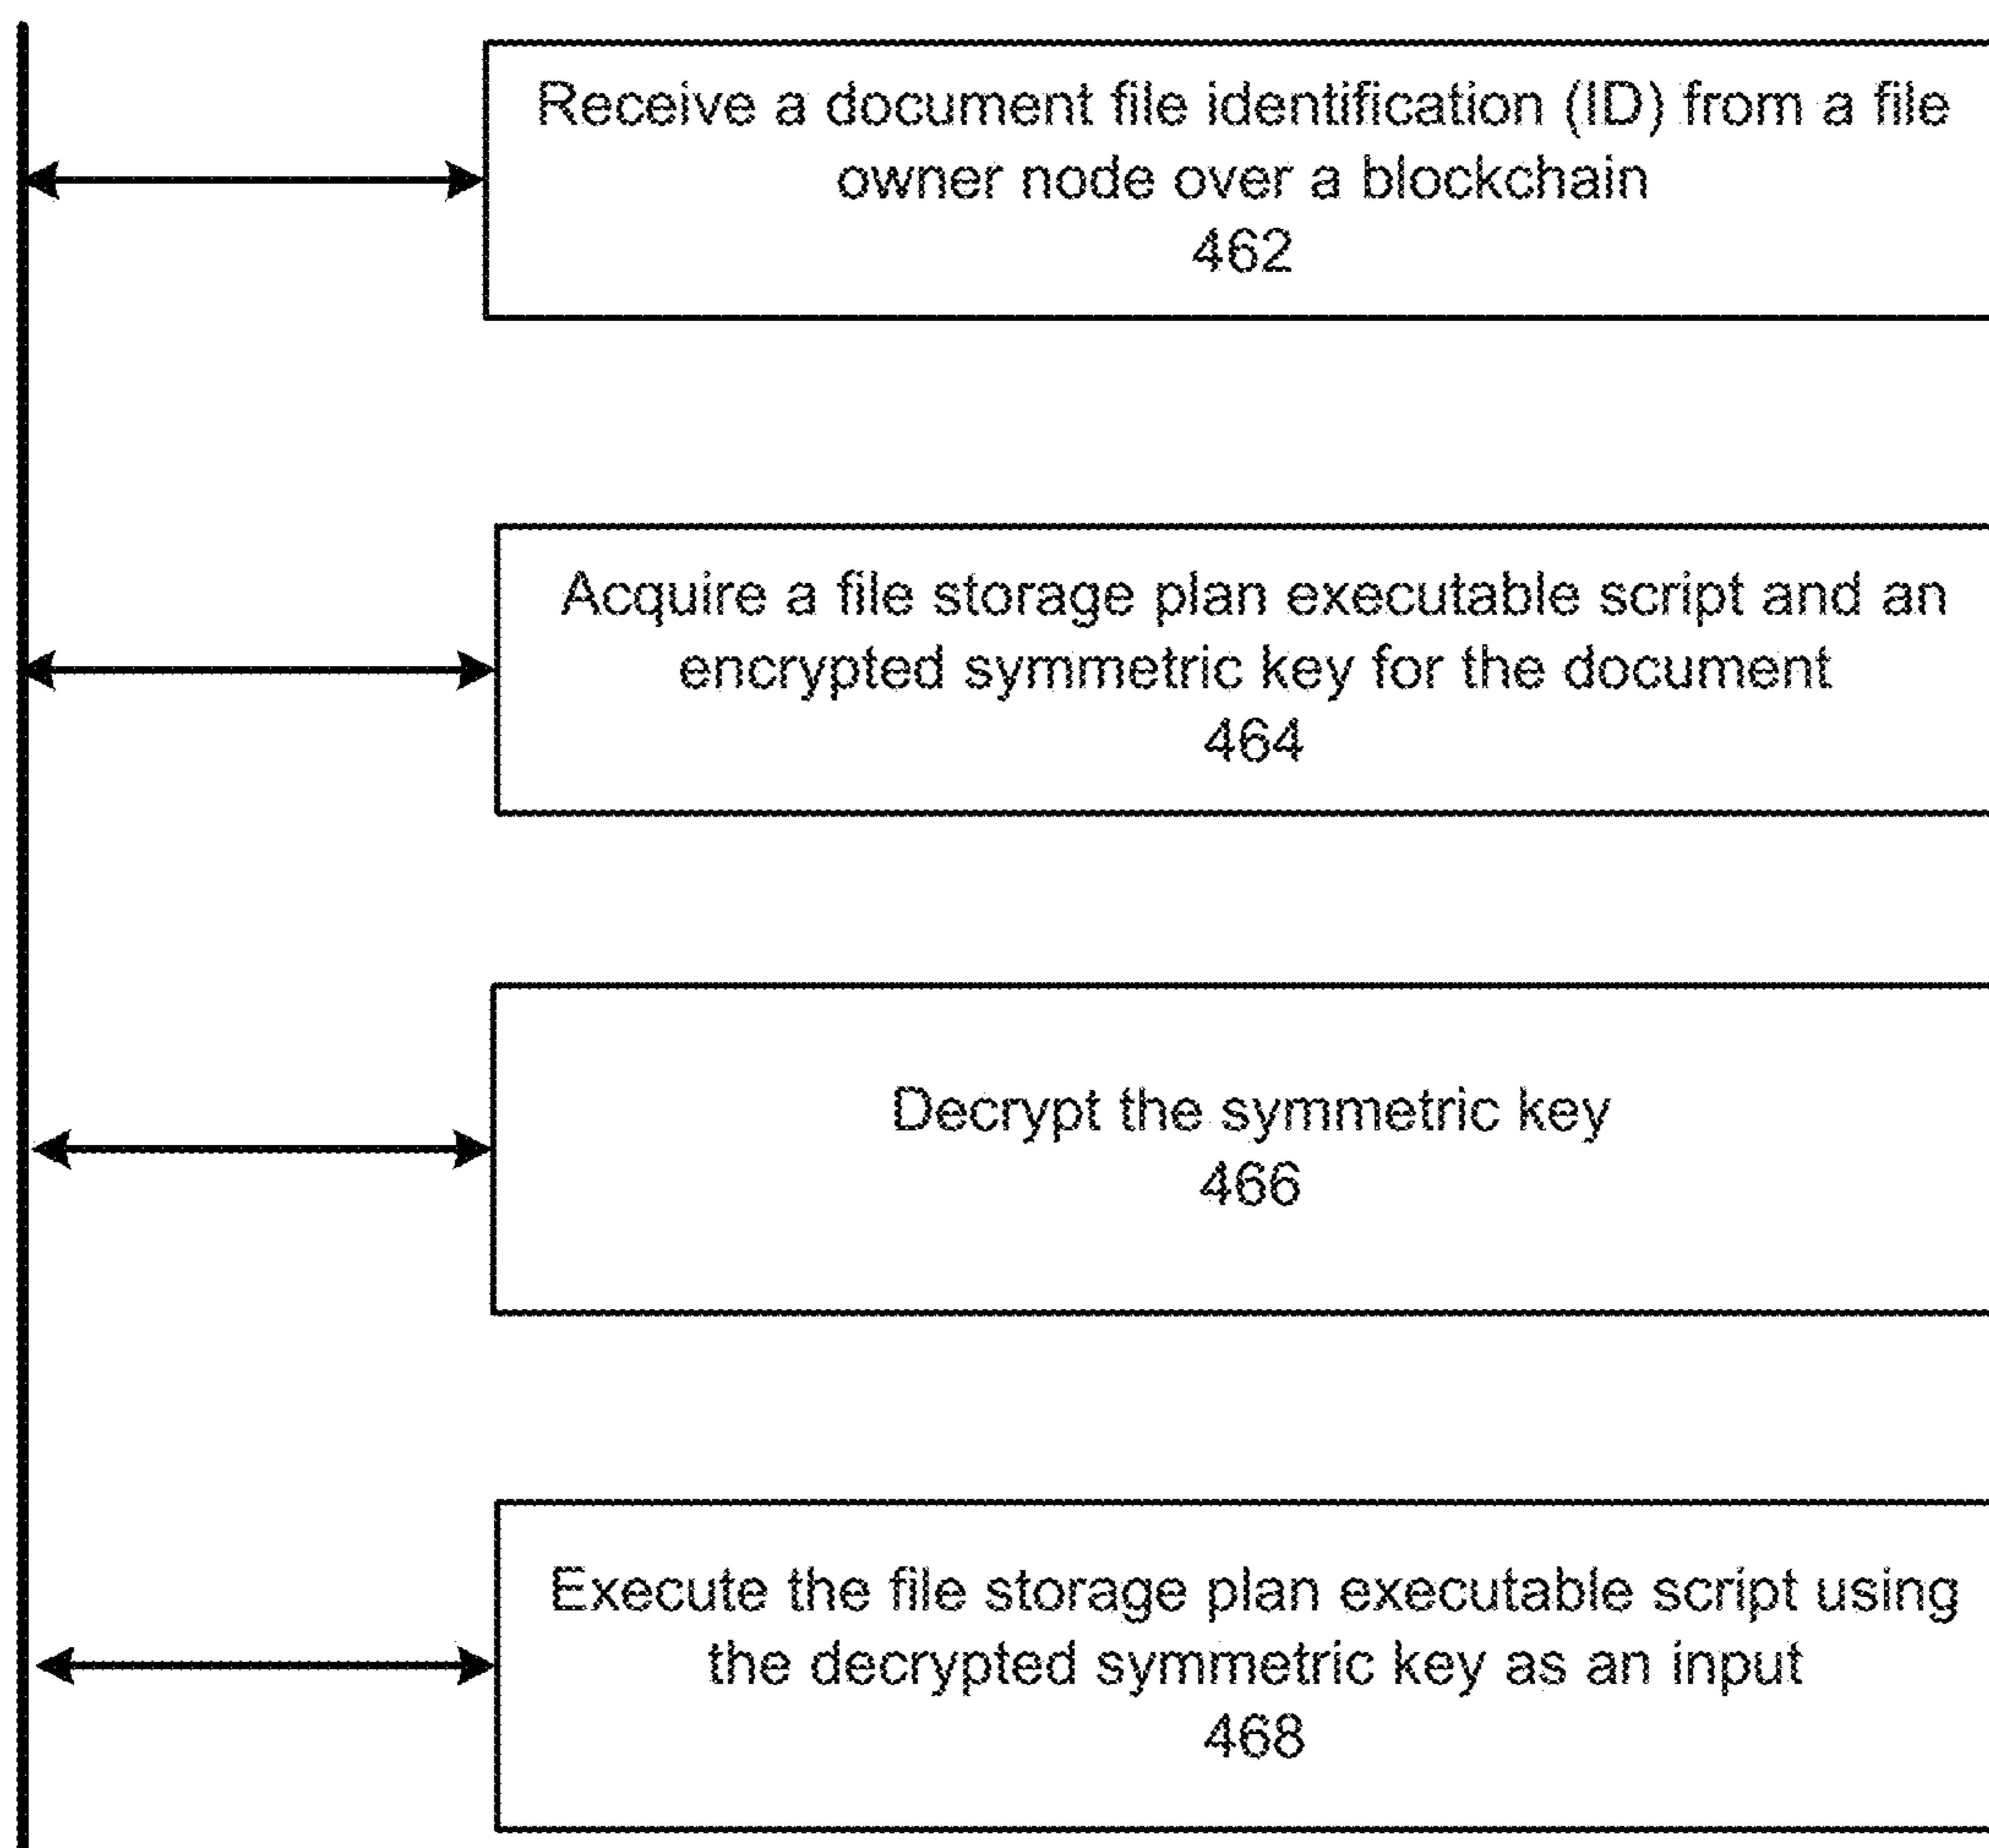 Receive a document file identification (ID) from a file
owner node over a blockchain
462
Acquire a file storage plan executable script and an
encrypted symmetric key for the document
464
Decrypt the symmetric key
466
Execute the file storage plan executable script using
the decrypted symmetric key as an input
468